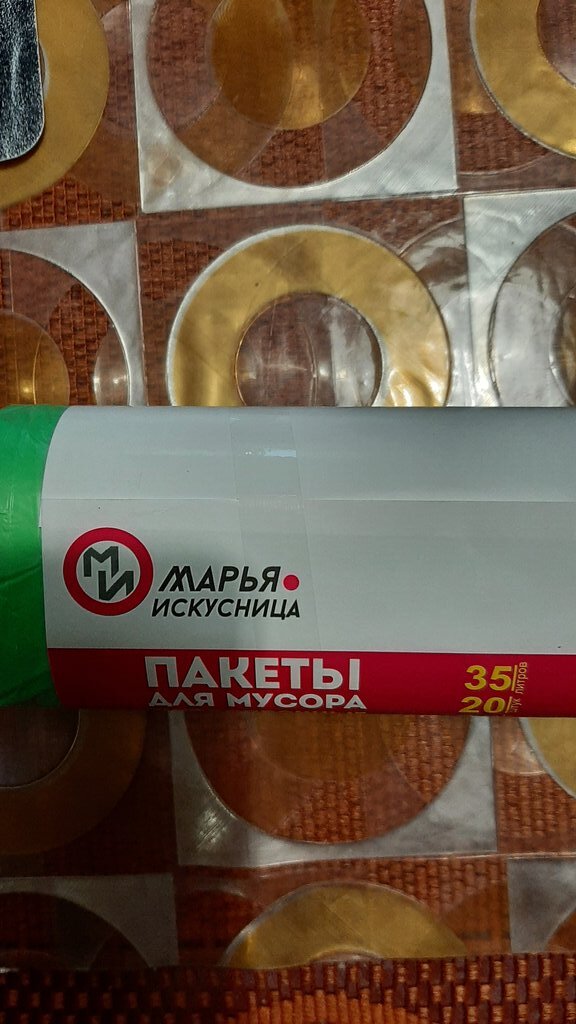 МИ
МАРЬЯ
ИСКУСНИЦА
ПАКЕТЫ
ДЛЯ МУСОРА
35 литров
20